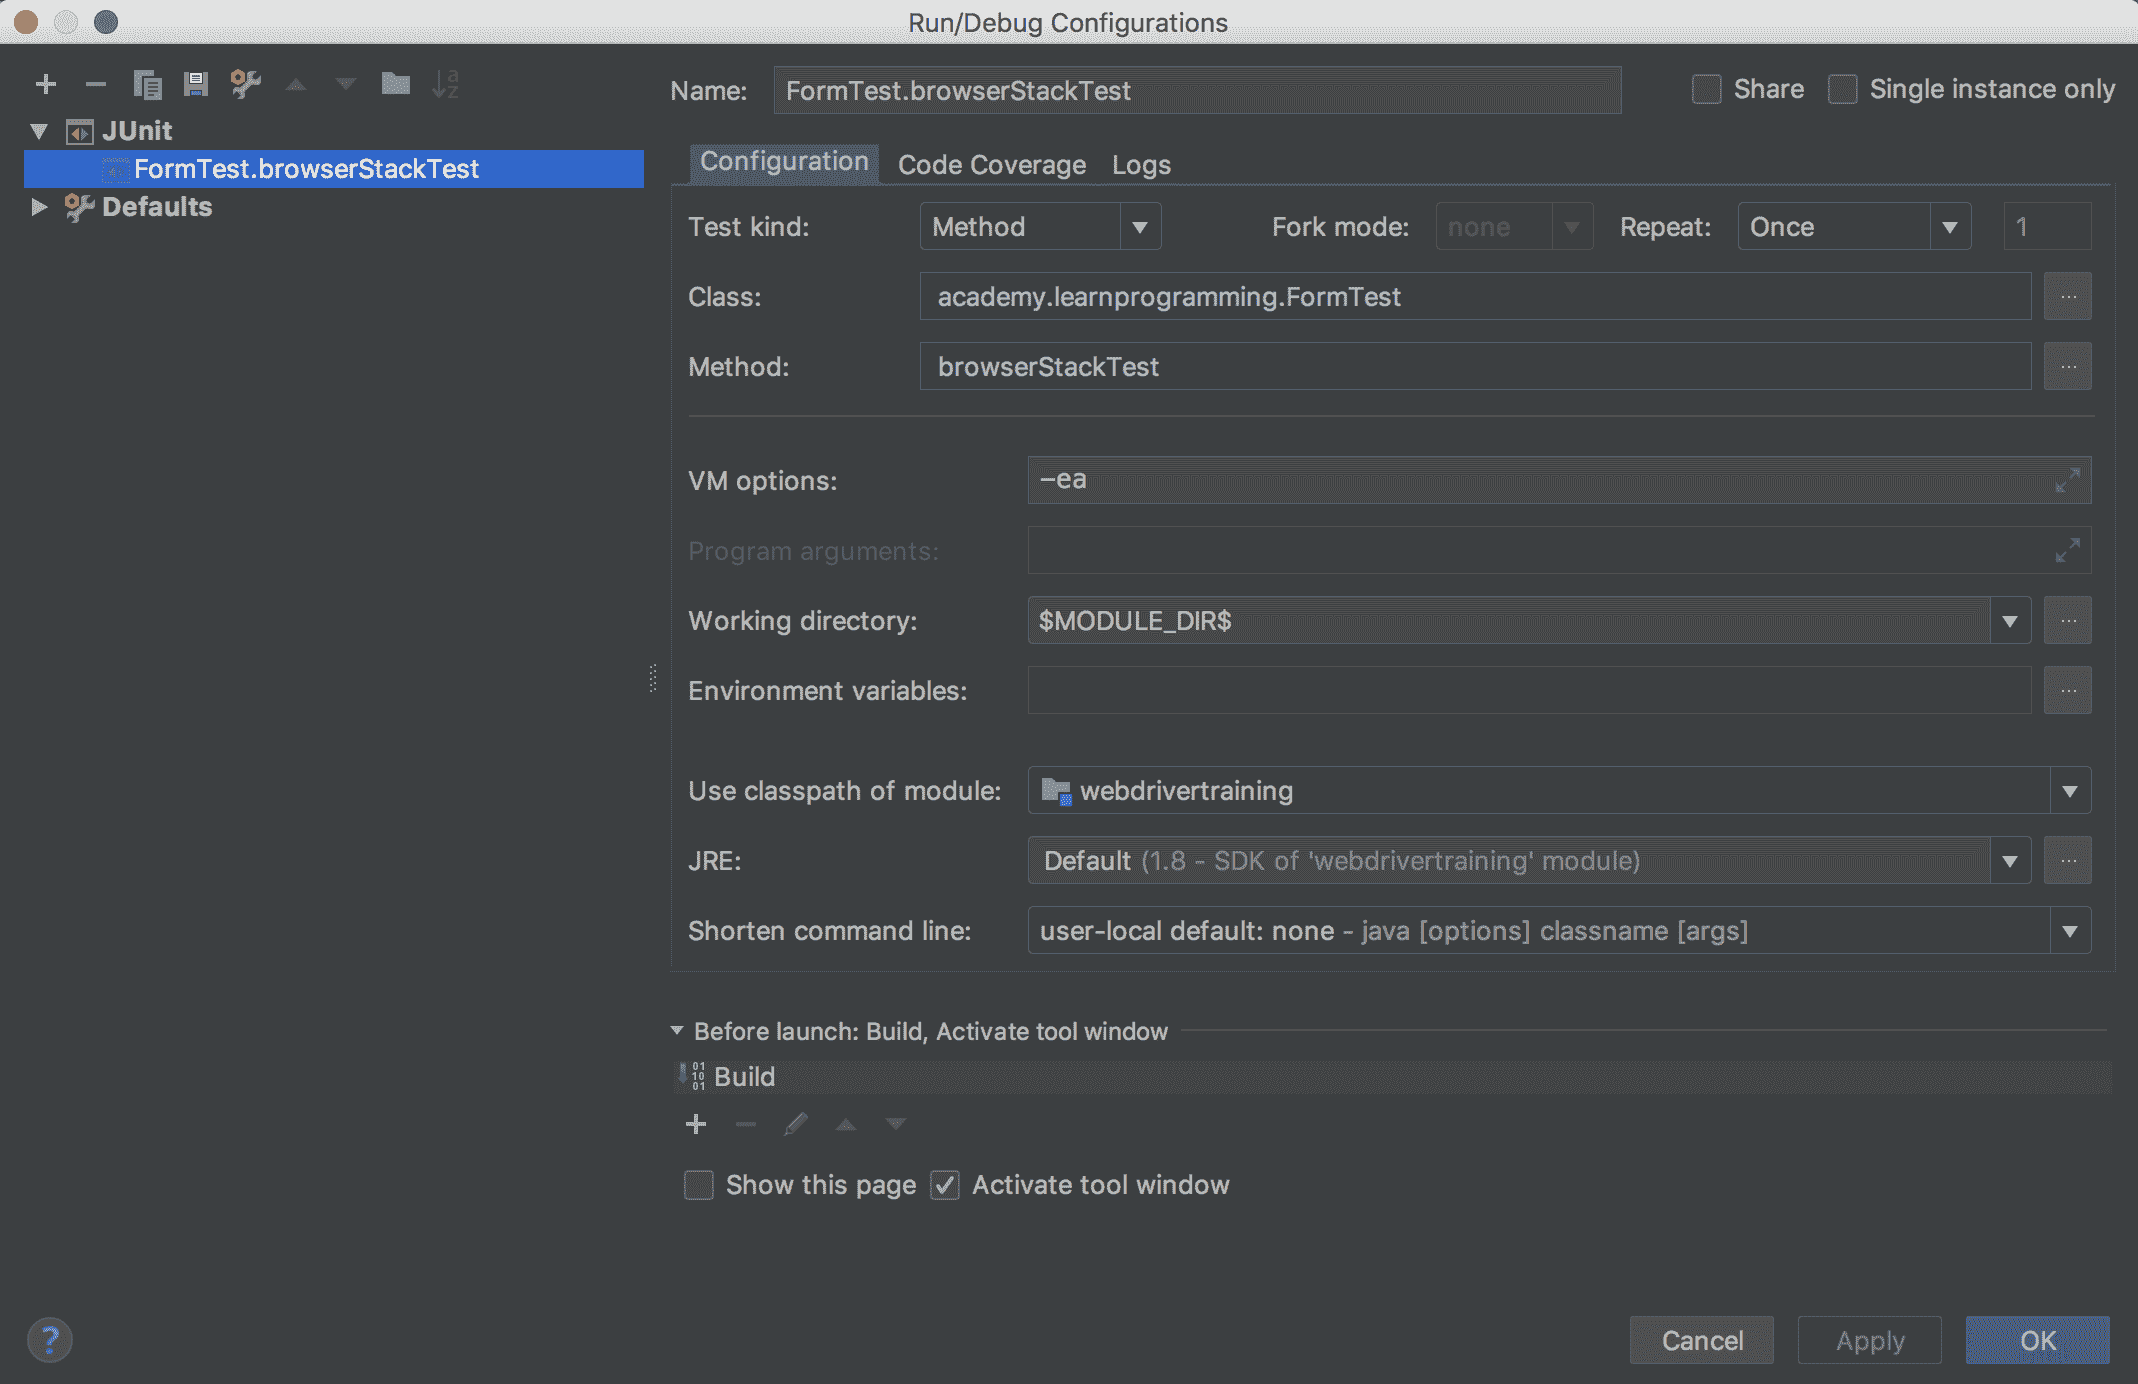 Run/Debug Configurations
Name: FormTest.browserStackTest Share Single instance only
JUnit
FormTest.browserStackTest
Defaults
Configuration Code Coverage Logs
Test kind: Method Fork mode: none Repeat: Once 1
Class: academy.learnprogramming.FormTest ...
Method: browserStackTest ...
VM options: -ea
Program arguments:
Working directory: $MODULE_DIR$ ...
Environment variables: ...
Use classpath of module: webdrivertraining
JRE: Default (1.8 - SDK of 'webdrivertraining' module) ...
Shorten command line: user-local default: none - java [options] classname [args]
Before launch: Build, Activate tool window
Build
Show this page Activate tool window
? Cancel Apply OK